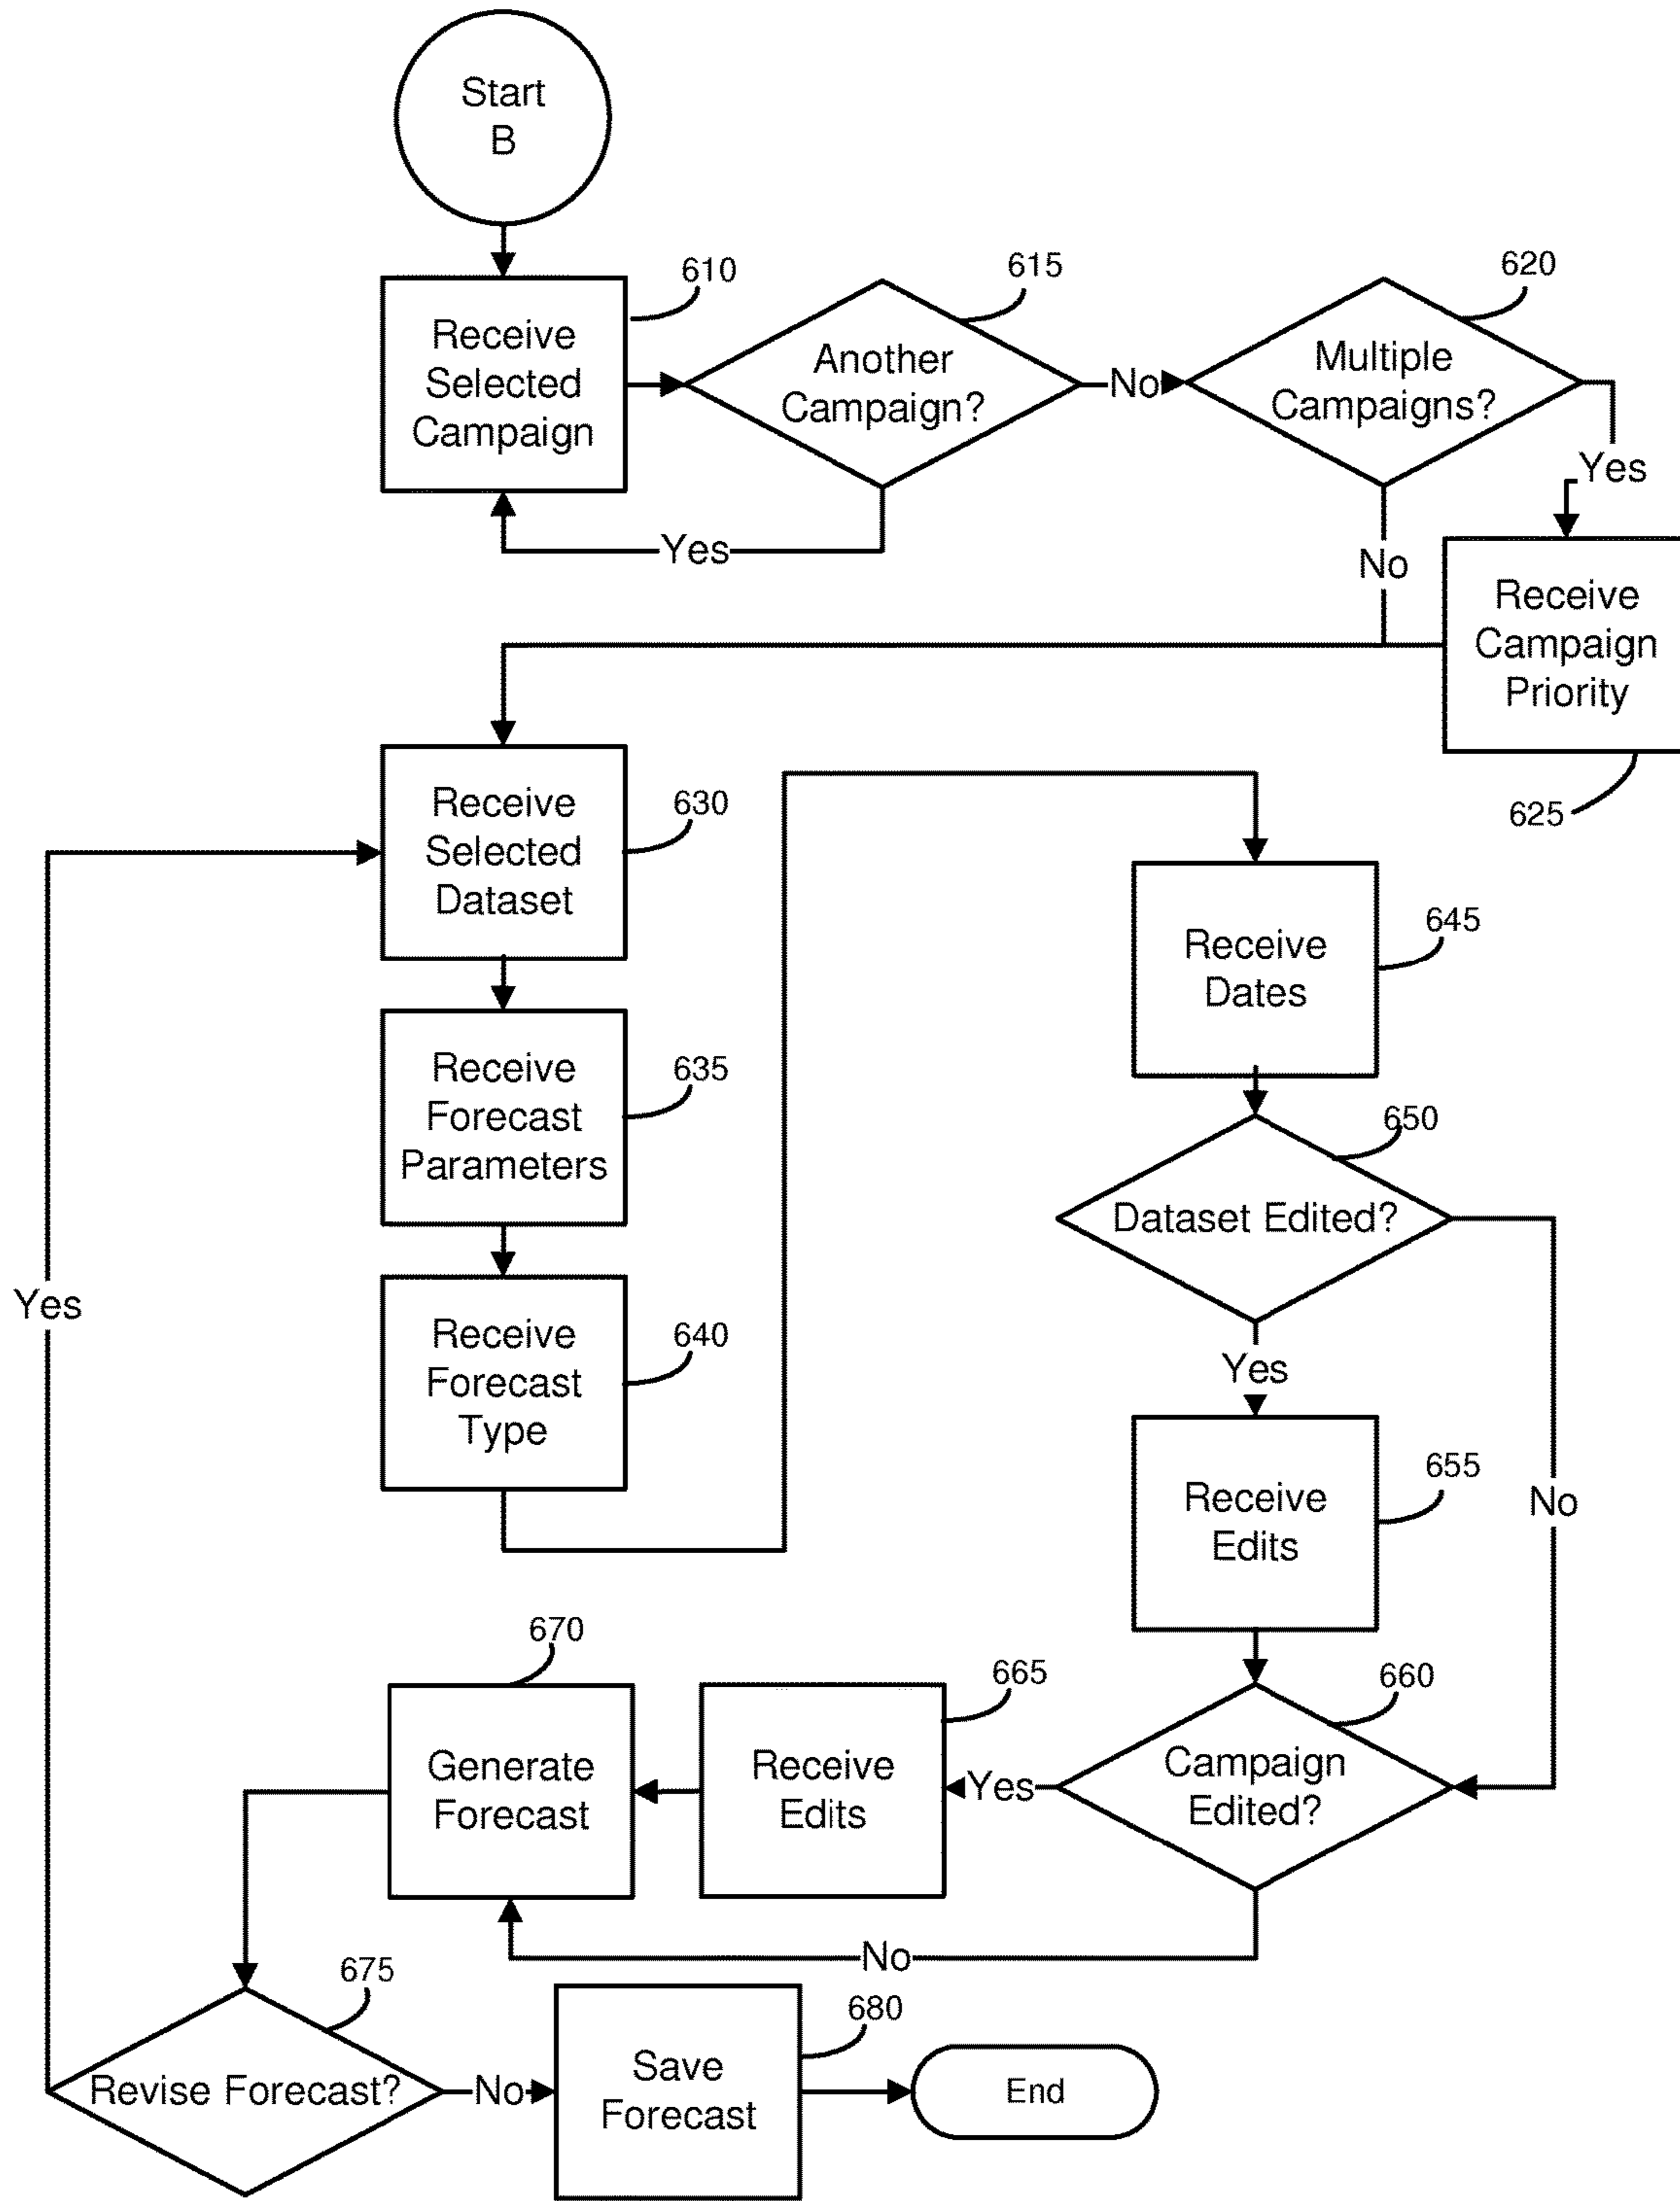 Start
B
610
615
620
Receive
Selected
Campaign
Another
Campaign?
No
Multiple
Campaigns?
Yes
Yes
No
Receive
Campaign
Priority
625
Receive
Selected
Dataset
630
Receive
Dates
645
Receive
Forecast
Parameters
635
650
Dataset Edited?
Yes
Receive
Forecast
Type
640
Yes
Receive
Edits
655
No
670
665
660
Generate
Forecast
Receive
Edits
Yes
Campaign
Edited?
No
675
680
Revise Forecast?
No
Save
Forecast
End